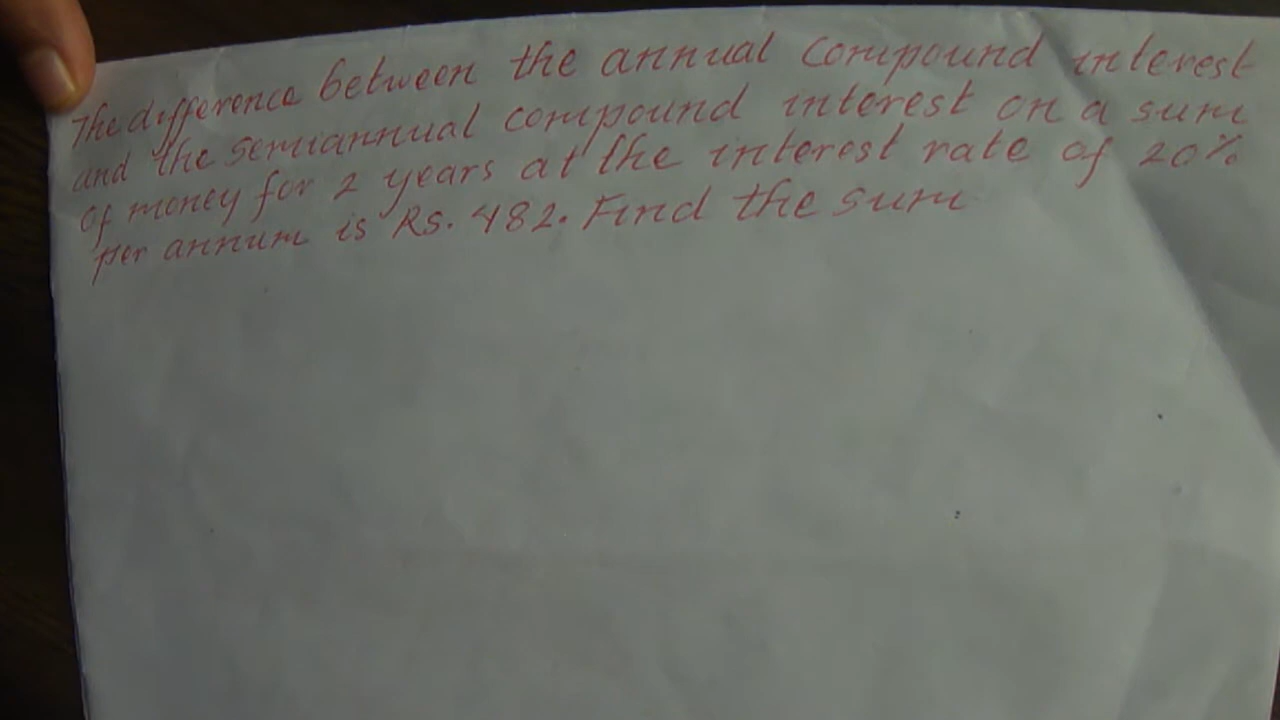 The difference between the annual compound interest
and the semiannual compound interest on a sum
of money for 2 years at the interest rate of 20%
per annum is Rs. 482. Find the sum